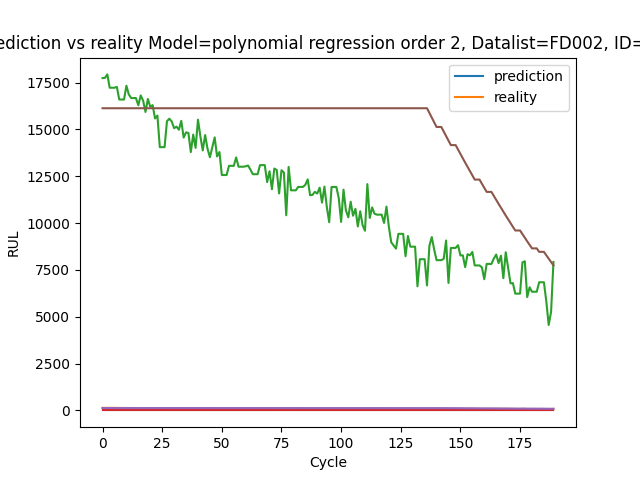 ediction vs reality Model=polynomial regression order 2, Datalist=FD002, ID=
17500
15000
12500
10000
7500
5000
2500
0
RUL
prediction
reality
0 25 50 75 100 125 150 175
Cycle